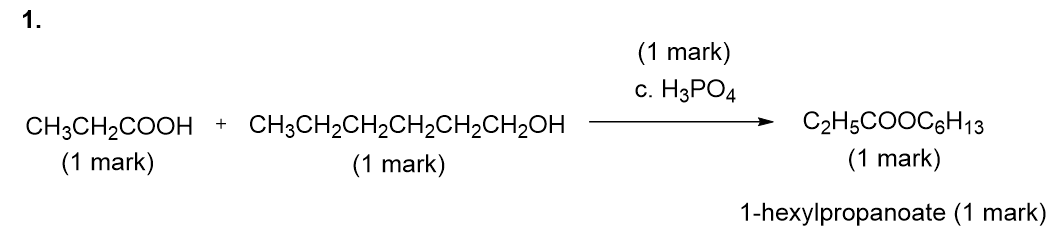 1.
(1 mark)
c. H₃PO₄
CH₃CH₂COOH + CH₃CH₂CH₂CH₂CH₂CH₂OH C₂H₅COOC₆H₁₃
(1 mark) (1 mark) (1 mark)
1-hexylpropanoate (1 mark)